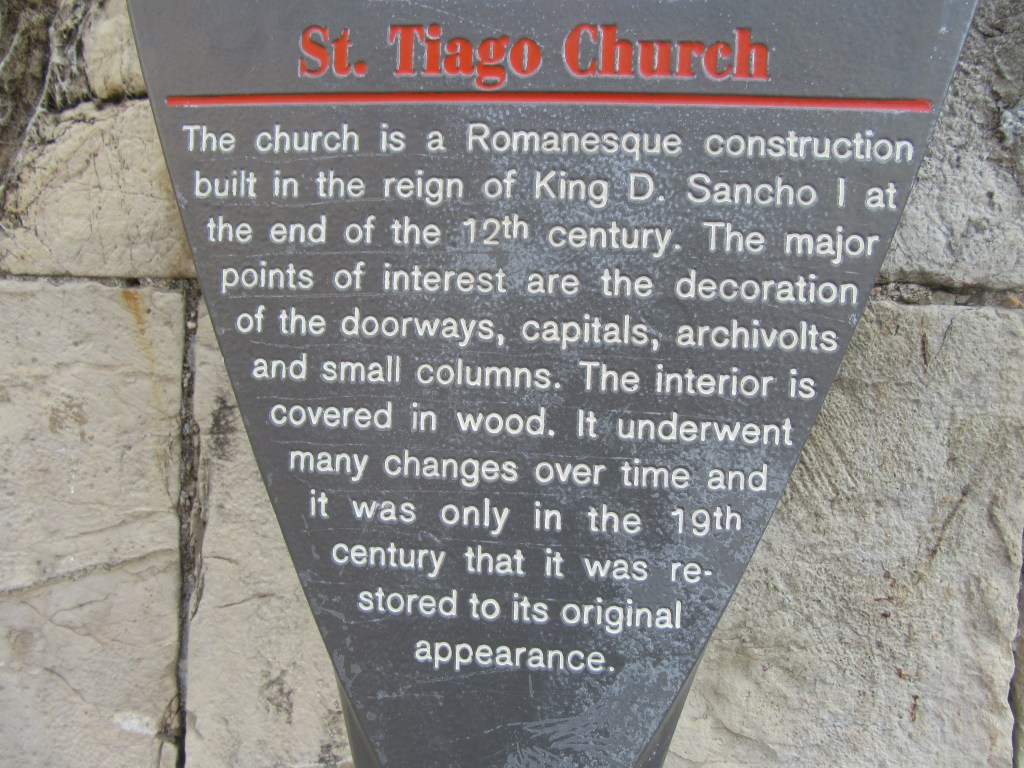 St. Tiago Church
The church is a Romanesque construction
built in the reign of King D. Sancho I at
the end of the 12th century. The major
points of interest are the decoration
of the doorways, capitals, archivolts
and small columns. The interior is
covered in wood. It underwent
many changes over time and
it was only in the 19th
century that it was re-
stored to its original
appearance.